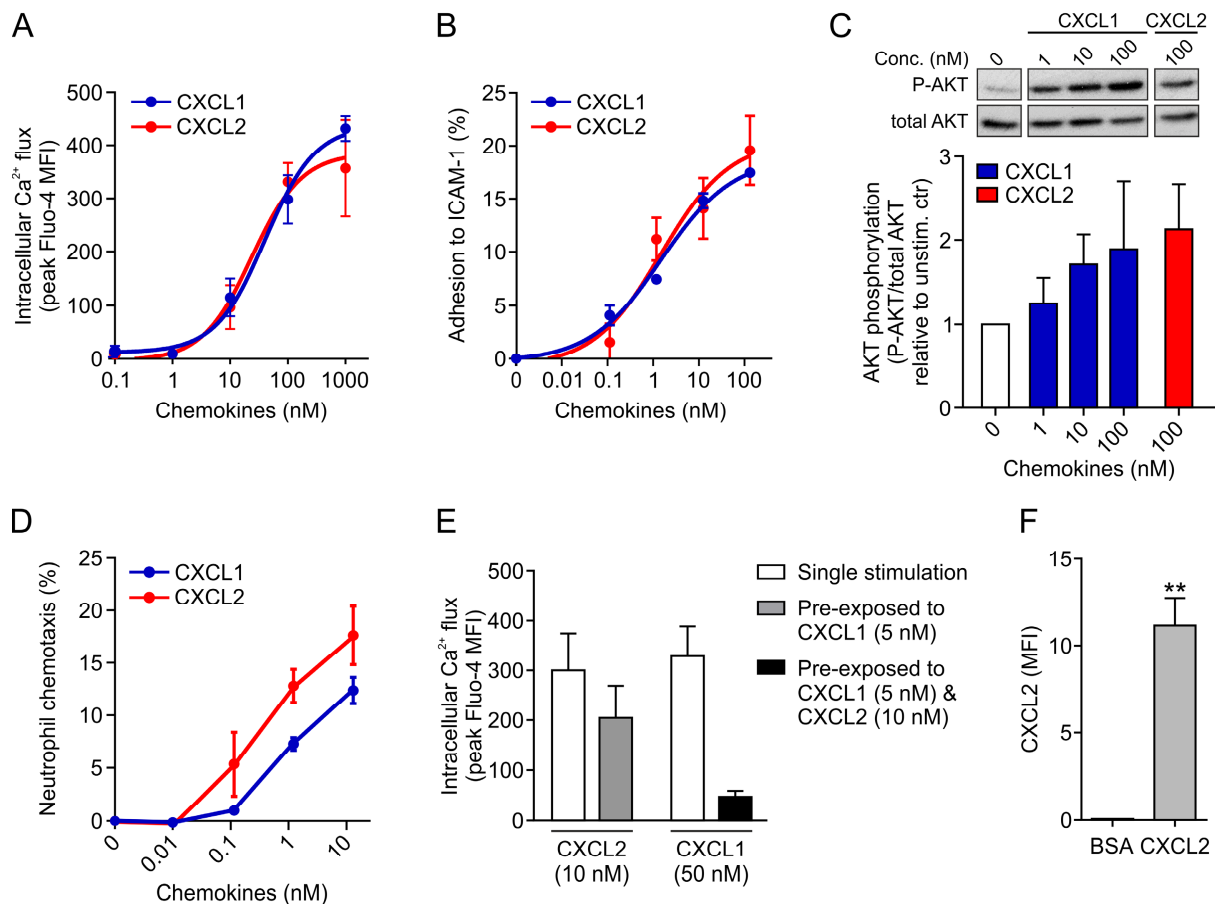 A
CXCL1
CXCL2
Intracellular Ca²⁺ flux
(peak Fluo-4 MFI)
500
400
300
200
100
0
0.1
1
10
100
1000
Chemokines (nM)
B
CXCL1
CXCL2
Adhesion to ICAM-1 (%)
25
20
15
10
5
0
0
0.01
0.1
1
10
100
Chemokines (nM)
C
CXCL1
CXCL2
Conc. (nM)
0
1
10
100
100
P-AKT
total AKT
CXCL1
CXCL2
AKT phosphorylation
(P-AKT/total AKT
relative to unstim. ctr)
3
2
1
0
0
1
10
100
100
Chemokines (nM)
D
CXCL1
CXCL2
Neutrophil chemotaxis (%)
25
20
15
10
5
0
0
0.01
0.1
1
10
Chemokines (nM)
E
Intracellular Ca²⁺ flux
(peak Fluo-4 MFI)
500
400
300
200
100
0
CXCL2
(10 nM)
CXCL1
(50 nM)
Single stimulation
Pre-exposed to
CXCL1 (5 nM)
Pre-exposed to
CXCL1 (5 nM) &
CXCL2 (10 nM)
F
CXCL2 (MFI)
15
10
5
0
**
BSA CXCL2